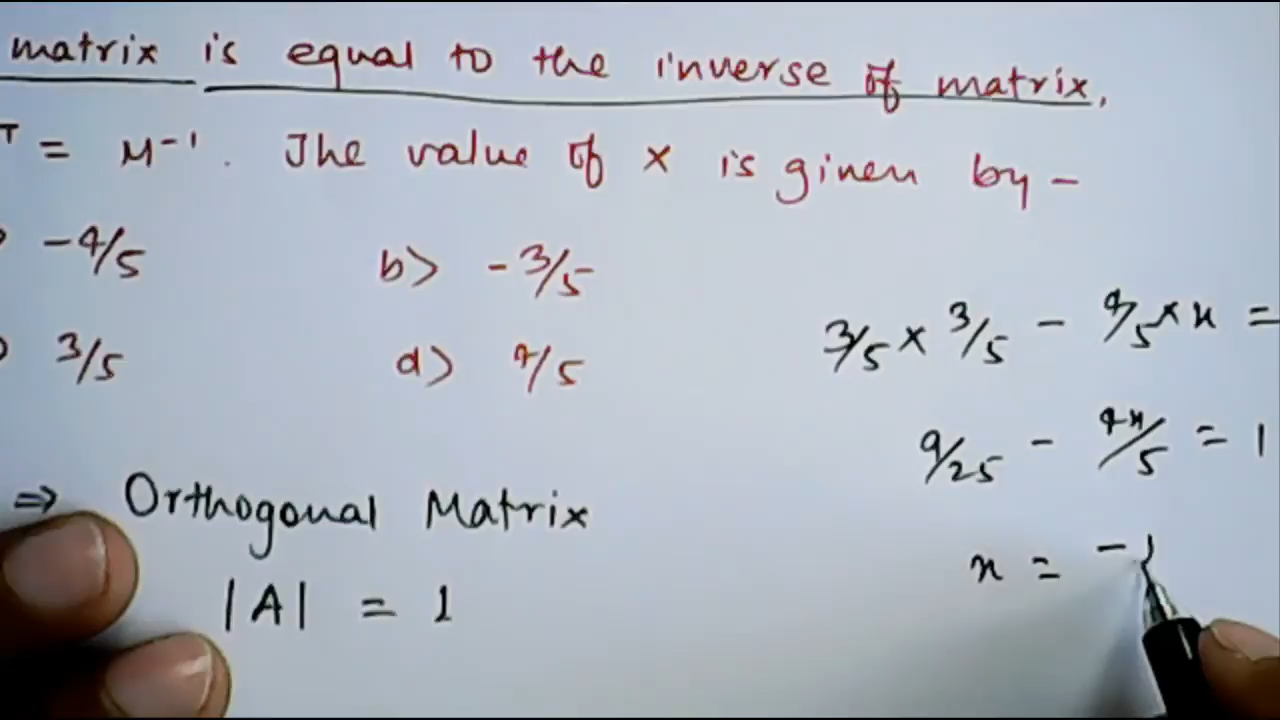 matrix is equal to the inverse of matrix.
T = M⁻¹. The value of x is given by -
-4/5 b> -3/5
3/5 d> 4/5
3/5 × 3/5 - 4/5 × x =
9/25 - 4x/5 = 1
⇒ Orthogonal Matrix
x = -
|A| = 1